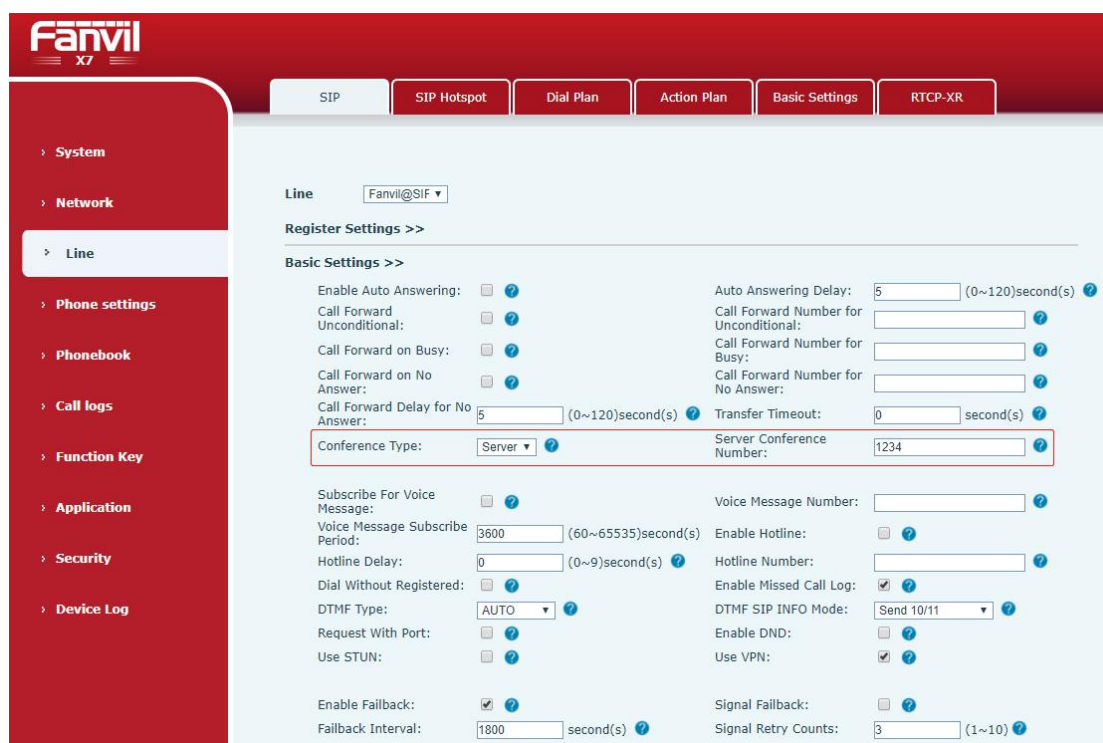 Fanvil
X7
SIP
SIP Hotspot
Dial Plan
Action Plan
Basic Settings
RTCP-XR
› System
› Network
› Line
› Phone settings
› Phonebook
› Call logs
› Function Key
› Application
› Security
› Device Log
Line Fanvil@SIF
Register Settings >>
Basic Settings >>
Enable Auto Answering: ? Auto Answering Delay: 5 (0~120)second(s) ?
Call Forward
Unconditional: ? Call Forward Number for
Unconditional: ?
Call Forward on Busy: ? Call Forward Number for
Busy: ?
Call Forward on No
Answer: ? Call Forward Number for
No Answer: ?
Call Forward Delay for No
Answer: 5 (0~120)second(s) ? Transfer Timeout: 0 second(s) ?
Conference Type: Server ? Server Conference
Number: 1234 ?
Subscribe For Voice
Message: ? Voice Message Number: ?
Voice Message Subscribe
Period: 3600 (60~65535)second(s) Enable Hotline: ?
Hotline Delay: 0 (0~9)second(s) ? Hotline Number: ?
Dial Without Registered: ? Enable Missed Call Log: ?
DTMF Type: AUTO ? DTMF SIP INFO Mode: Send 10/11 ?
Request With Port: ? Enable DND: ?
Use STUN: ? Use VPN: ?
Enable Failback: ? Signal Failback: ?
Failback Interval: 1800 second(s) ? Signal Retry Counts: 3 (1~10) ?